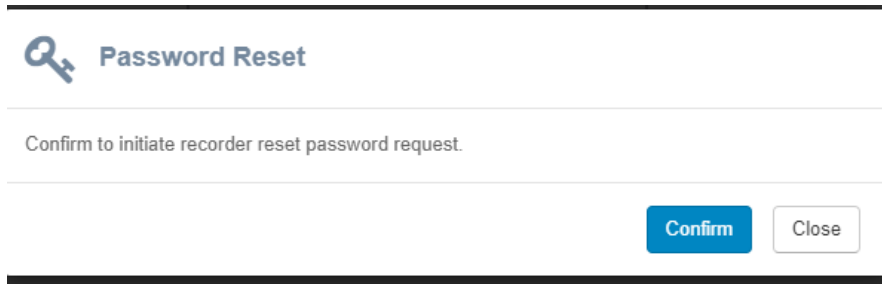 Password Reset
Confirm to initiate recorder reset password request.
Confirm Close